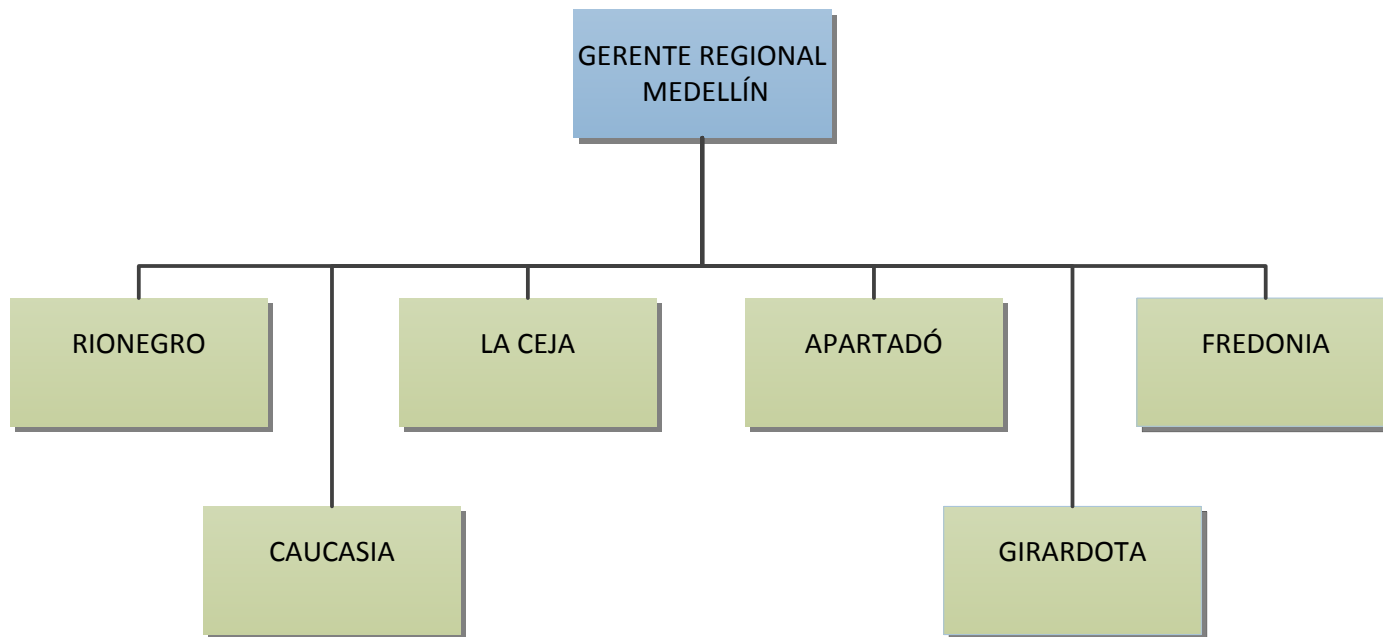 GERENTE REGIONAL
MEDELLÍN
RIONEGRO
LA CEJA
APARTADÓ
FREDONIA
CAUCASIA
GIRARDOTA